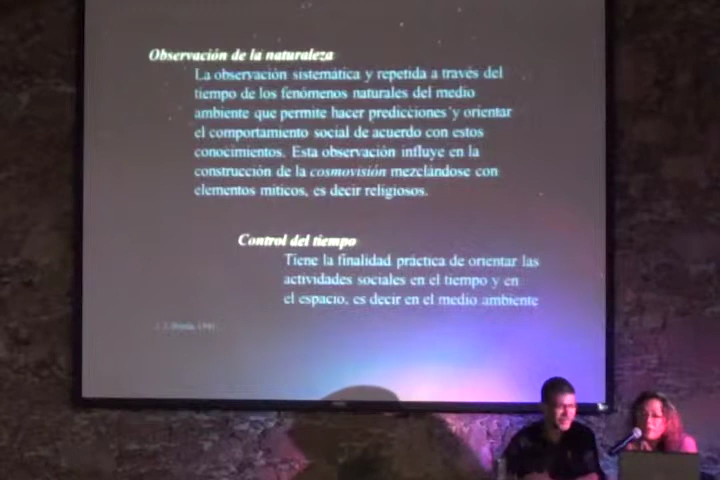 Observación de la naturaleza
La observación sistemática y repetida a través del
tiempo de los fenómenos naturales del medio
ambiente que permite hacer predicciones y orientar
el comportamiento social de acuerdo con estos
conocimientos. Esta observación influye en la
construcción de la cosmovisión mezclándose con
elementos míticos, es decir religiosos.
Control del tiempo
Tiene la finalidad práctica de orientar las
actividades sociales en el tiempo y en
el espacio, es decir en el medio ambiente